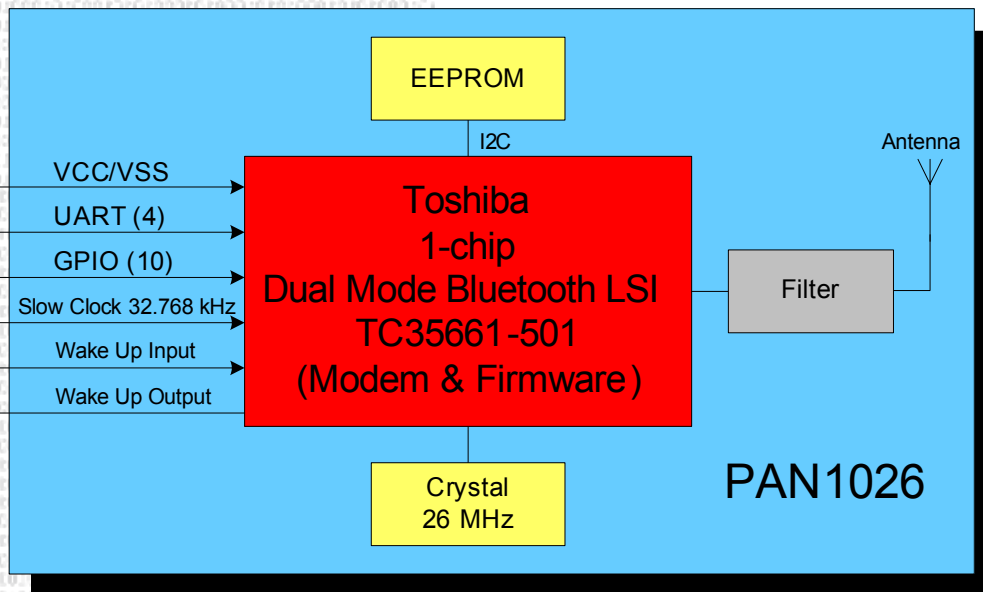 EEPROM
I2C
Antenna
VCC/VSS
UART (4)
GPIO (10)
Slow Clock 32.768 kHz
Wake Up Input
Wake Up Output
Toshiba
1-chip
Dual Mode Bluetooth LSI
TC35661-501
(Modem & Firmware)
Filter
Crystal
26 MHz
PAN1026